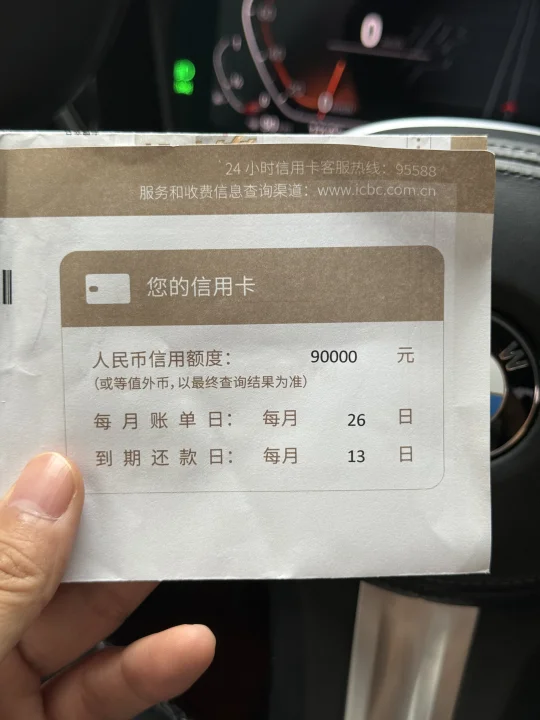 24 小时信用卡客服热线：95588
服务和收费信息查询渠道：www.icbc.com.cn
您的信用卡
人民币信用额度： 90000 元
（或等值外币，以最终查询结果为准）
每月账单日： 每月 26 日
到期还款日： 每月 13 日
0
W